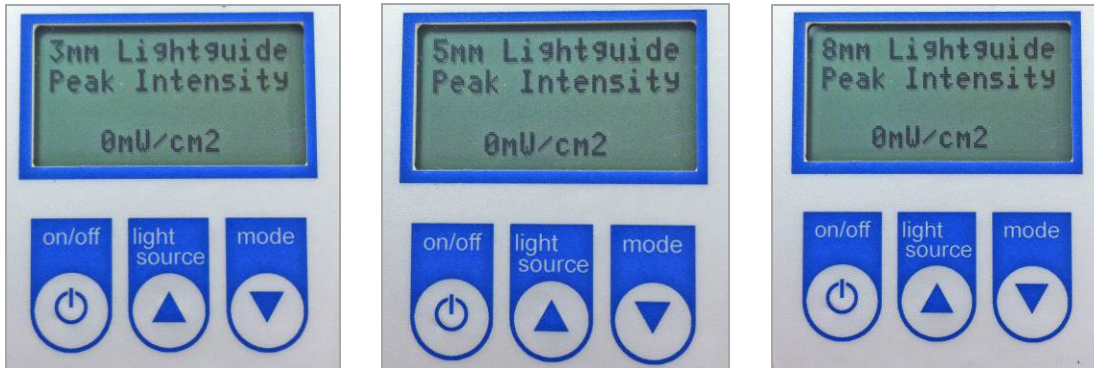 3mm Lightguide
Peak Intensity
0mW/cm2
on/off
light
source
mode
5mm Lightguide
Peak Intensity
0mW/cm2
on/off
light
source
mode
8mm Lightguide
Peak Intensity
0mW/cm2
on/off
light
source
mode